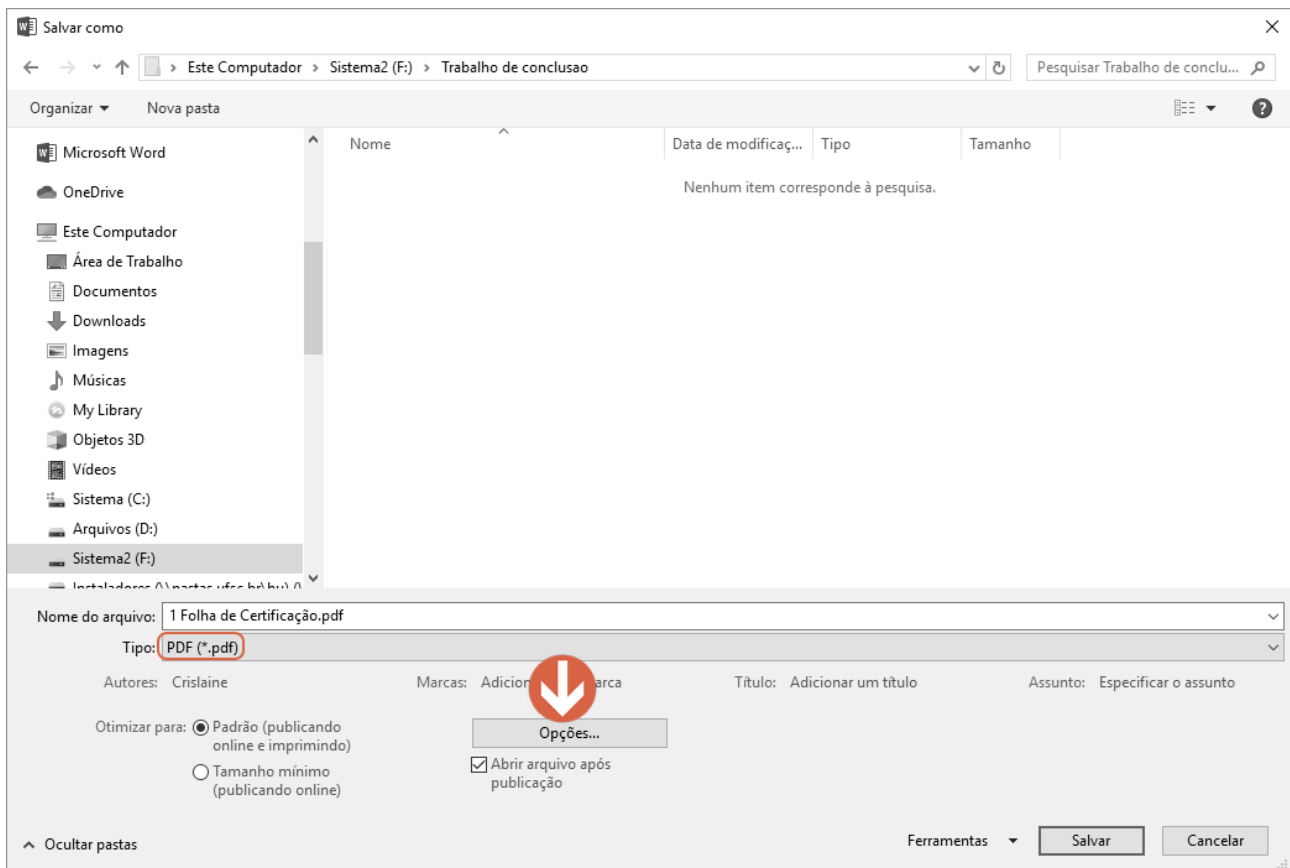 Salvar como
Este Computador > Sistema2 (F:) > Trabalho de conclusao
Pesquisar Trabalho de conclu...
Organizar
Nova pasta
Nome
Data de modificaç...
Tipo
Tamanho
Nenhum item corresponde à pesquisa.
Microsoft Word
OneDrive
Este Computador
Área de Trabalho
Documentos
Downloads
Imagens
Músicas
My Library
Objetos 3D
Vídeos
Sistema (C:)
Arquivos (D:)
Sistema2 (F:)
Nome do arquivo: 1 Folha de Certificação.pdf
Tipo: PDF (*.pdf)
Autores: Crislaine
Marcas:
Título: Adicionar um título
Assunto: Especificar o assunto
Otimizar para:
Padrão (publicando
online e imprimindo)
Tamanho mínimo
(publicando online)
Opções...
Abrir arquivo após
publicação
Ocultar pastas
Ferramentas
Salvar
Cancelar